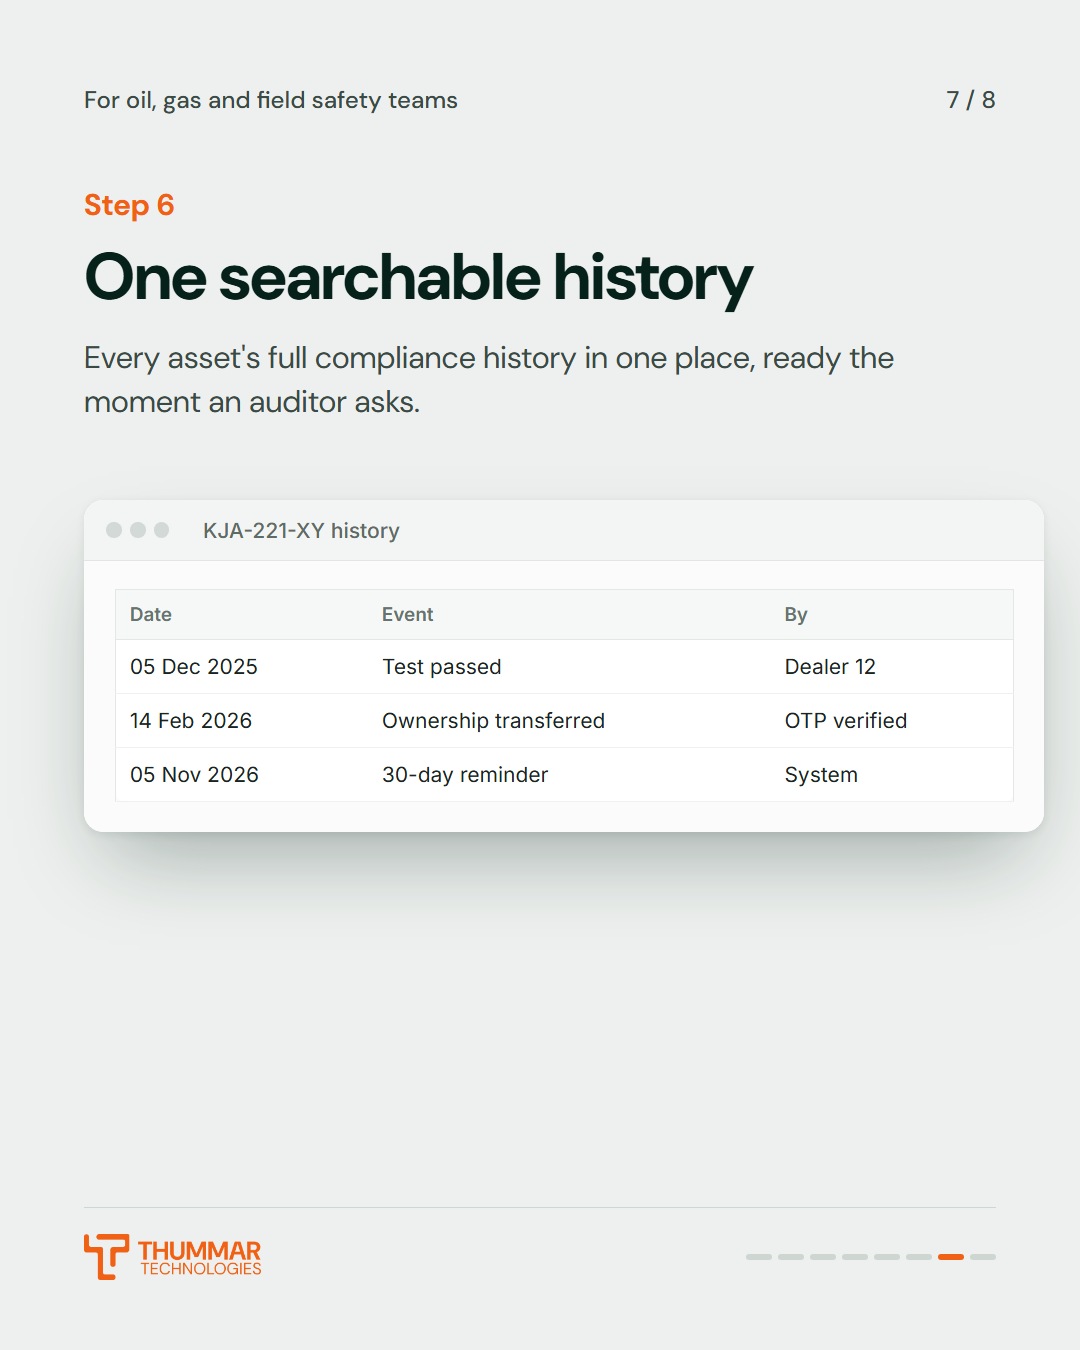 For oil, gas and field safety teams
7 / 8
Step 6
One searchable history
Every asset's full compliance history in one place, ready the
moment an auditor asks.
KJA-221-XY history
Date Event By
05 Dec 2025 Test passed Dealer 12
14 Feb 2026 Ownership transferred OTP verified
05 Nov 2026 30-day reminder System
THUMMAR
TECHNOLOGIES